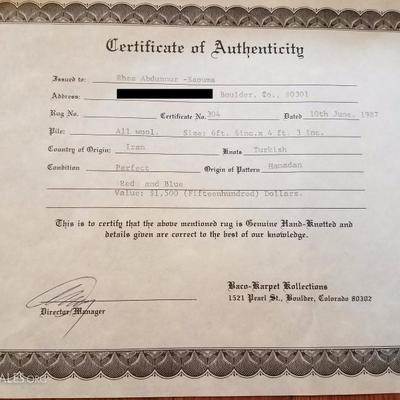 Certificate of Authenticity
Issued to: Rhea Abdunnur -Kaouma
Address: Boulder, Co., 80301
Rug No. Certificate No. 304 Dated 10th June, 1987
Pile: All wool, Size: 6ft. 6inc.x 4 ft. 3 inc.
Country of Origin: Iran Knots Turkish
Condition Perfect Origin of Pattern Hamadan
Red and Blue
Value: $1,500 (Fifteenhundred) Dollars.
This is to certify that the above mentioned rug is Genuine Hand-Knotted and
details given are correct to the best of our knowledge.
Baco-Karpet Kollections
1521 Pearl St., Boulder, Colorado 80302
Director/Manager
ALES.ORG